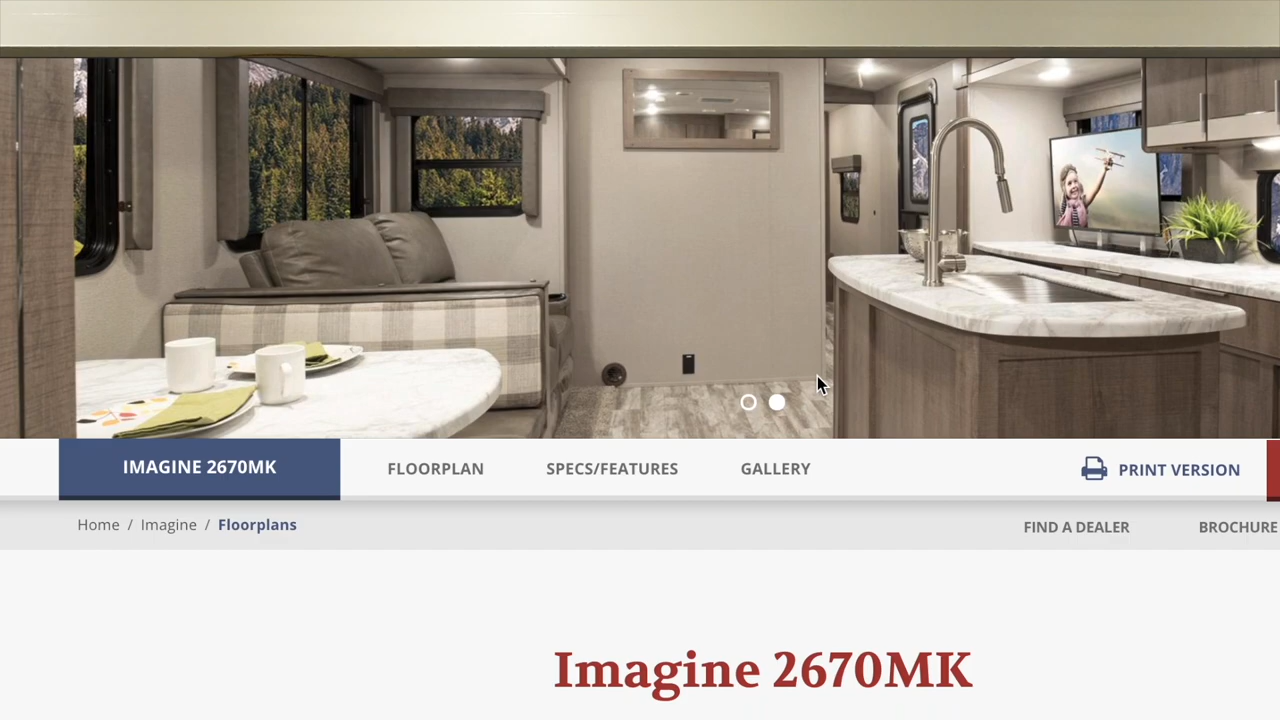 IMAGINE 2670MK
FLOORPLAN
SPECS/FEATURES
GALLERY
PRINT VERSION
Home / Imagine / Floorplans
FIND A DEALER
BROCHURE
Imagine 2670MK